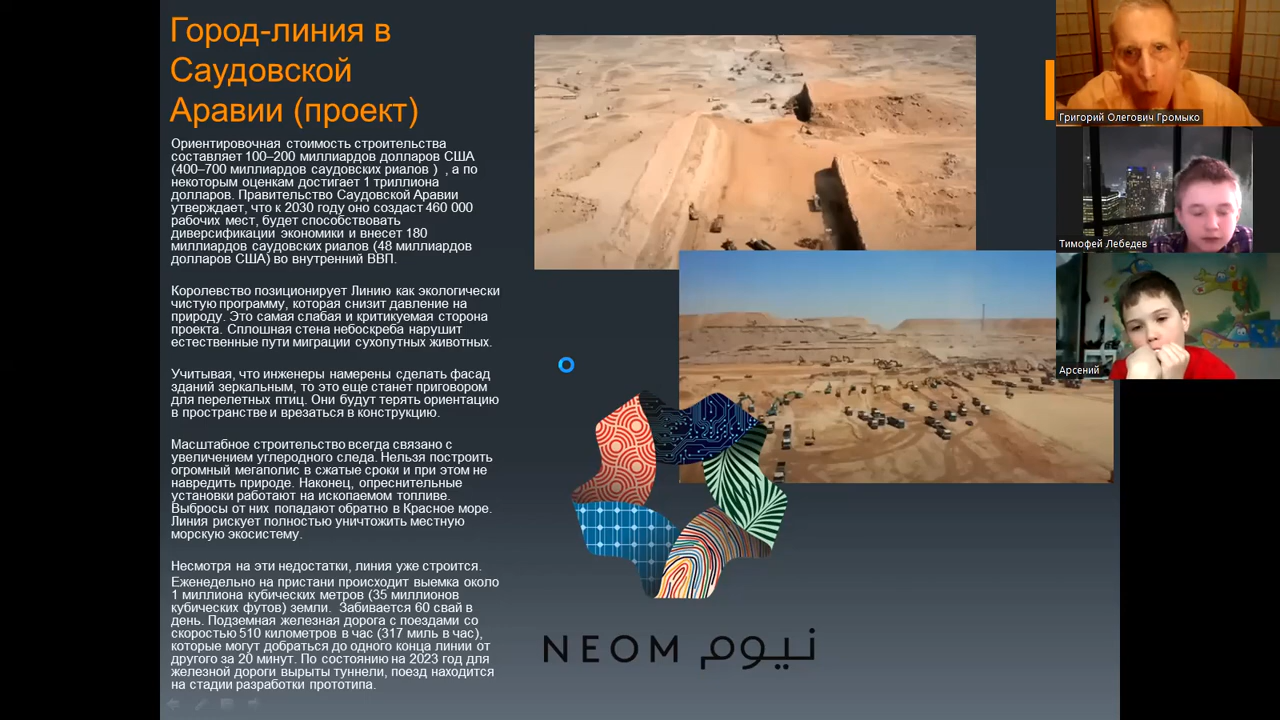 Город-линия в
Саудовской
Аравии (проект)
Ориентировочная стоимость строительства
составляет 100–200 миллиардов долларов США
(400–700 миллиардов саудовских риалов ) , а по
некоторым оценкам достигает 1 триллиона
долларов. Правительство Саудовской Аравии
утверждает, что к 2030 году оно создаст 460 000
рабочих мест, будет способствовать
диверсификации экономики и внесет 180
миллиардов саудовских риалов (48 миллиардов
долларов США) во внутренний ВВП.
Королевство позиционирует Линию как экологически
чистую программу, которая снизит давление на
природу. Это самая слабая и критикуемая сторона
проекта. Сплошная стена небоскреба нарушит
естественные пути миграции сухопутных животных.
Учитывая, что инженеры намерены сделать фасад
зданий зеркальным, то это еще станет приговором
для перелетных птиц. Они будут терять ориентацию
в пространстве и врезаться в конструкцию.
Масштабное строительство всегда связано с
увеличением углеродного следа. Нельзя построить
огромный мегаполис в сжатые сроки и при этом не
навредить природе. Наконец, опреснительные
установки работают на ископаемом топливе.
Выбросы от них попадают обратно в Красное море.
Линия рискует полностью уничтожить местную
морскую экосистему.
Несмотря на эти недостатки, линия уже строится.
Еженедельно на пристани происходит выемка около
1 миллиона кубических метров (35 миллионов
кубических футов) земли. Забивается 60 свай в
день. Подземная железная дорога с поездами со
скоростью 510 километров в час (317 миль в час),
которые могут добраться до одного конца линии от
другого за 20 минут. По состоянию на 2023 год для
железной дороги вырыты туннели, поезд находится
на стадии разработки прототипа.
NEOM نيوم
Григорий Олегович Громыко
Тимофей Лебедев
Арсений